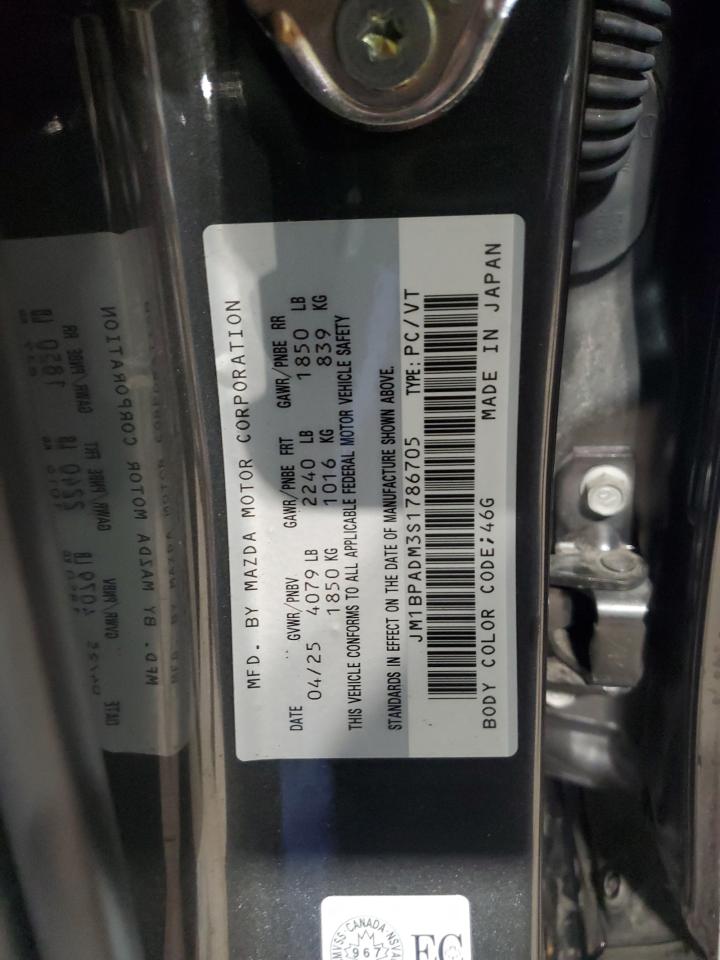 MFD. BY MAZDA MOTOR CORPORATION
DATE GVWR/PNBV GAWR/PNBE FRT GAWR/PNBE RR
04/25 4079 LB 2240 LB 1850 LB
1850 KG 1016 KG 839 KG
THIS VEHICLE CONFORMS TO ALL APPLICABLE FEDERAL MOTOR VEHICLE SAFETY
STANDARDS IN EFFECT ON THE DATE OF MANUFACTURE SHOWN ABOVE.
JM1BPADM3S1786705 TYPE: PC/VT
BODY COLOR CODE; 46G MADE IN JAPAN
CANADA
967
EC